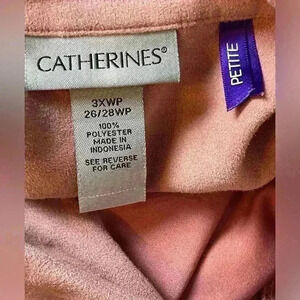 CATHERINES®
PETITE
3XWP
26/28WP
100%
POLYESTER
MADE IN
INDONESIA
SEE REVERSE
FOR CARE